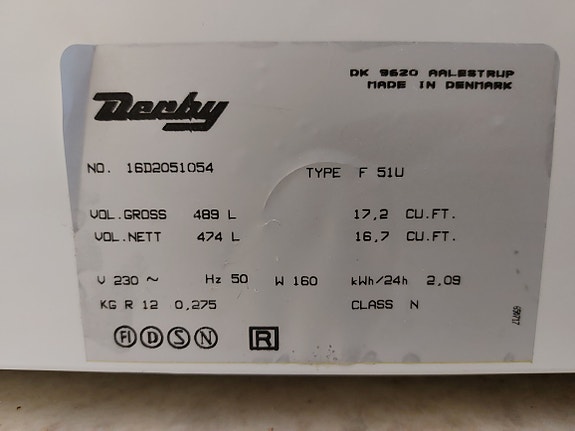 DK 9620 AALESTRUP
MADE IN DENMARK
Derby
NO. 16D2051054 TYPE F 51U
VOL.GROSS 489 L 17,2 CU.FT.
VOL.NETT 474 L 16,7 CU.FT.
V 230 ~ Hz 50 W 160 kWh/24h 2,09
KG R 12 0,275 CLASS N
FI D S N R